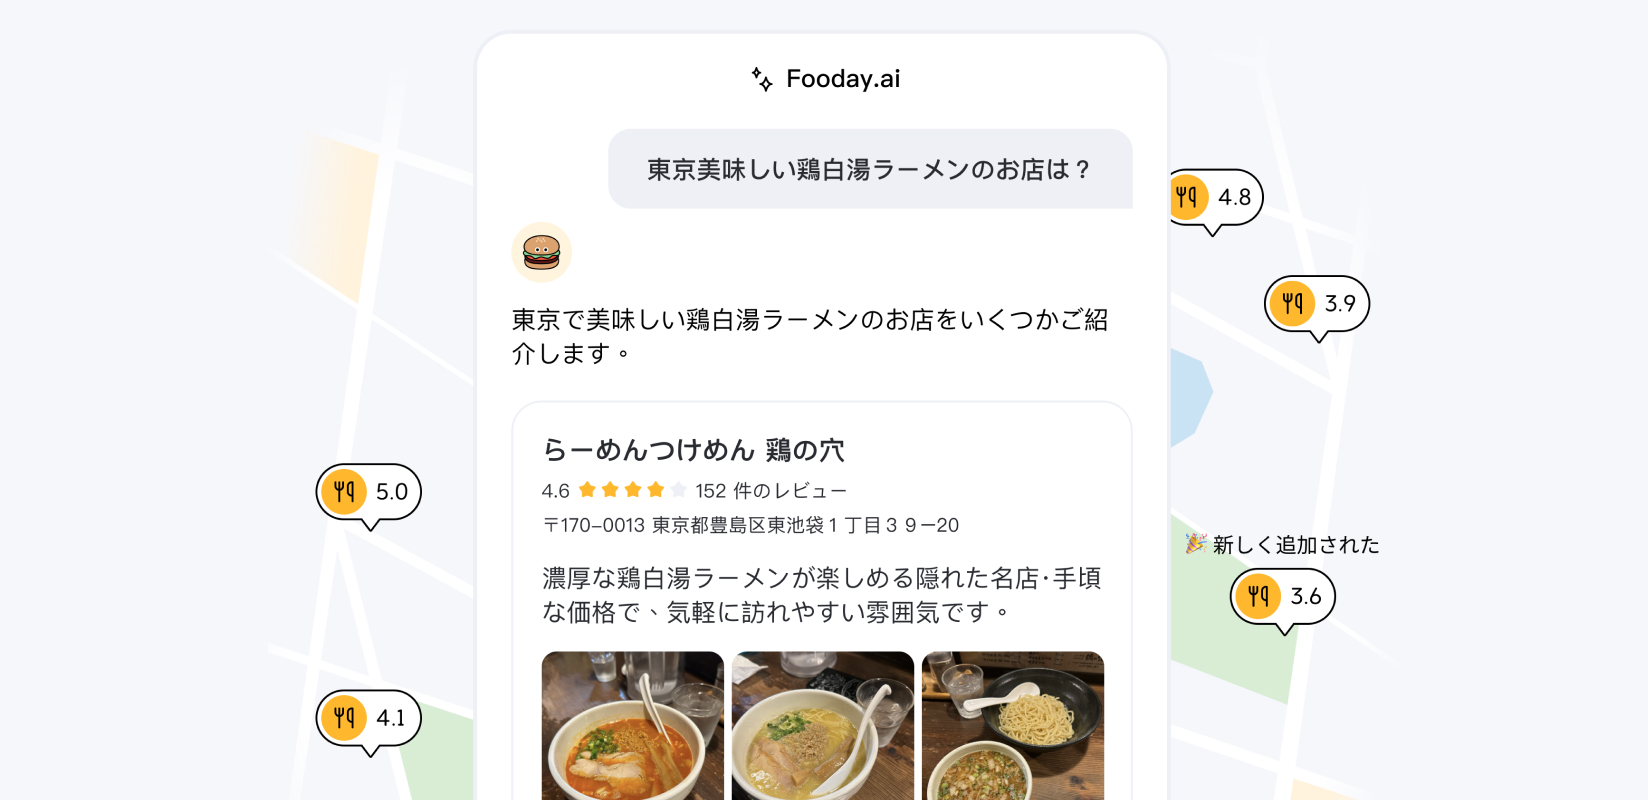 Fooday.ai
東京美味しい鶏白湯ラーメンのお店は？
東京で美味しい鶏白湯ラーメンのお店をいくつかご紹
介します。
らーめんつけめん 鶏の穴
4.6 152 件のレビュー
〒170-0013 東京都豊島区東池袋１丁目３９−20
濃厚な鶏白湯ラーメンが楽しめる隠れた名店·手頃
な価格で、気軽に訪れやすい雰囲気です。
5.0
4.1
4.8
3.9
🎉 新しく追加された
3.6